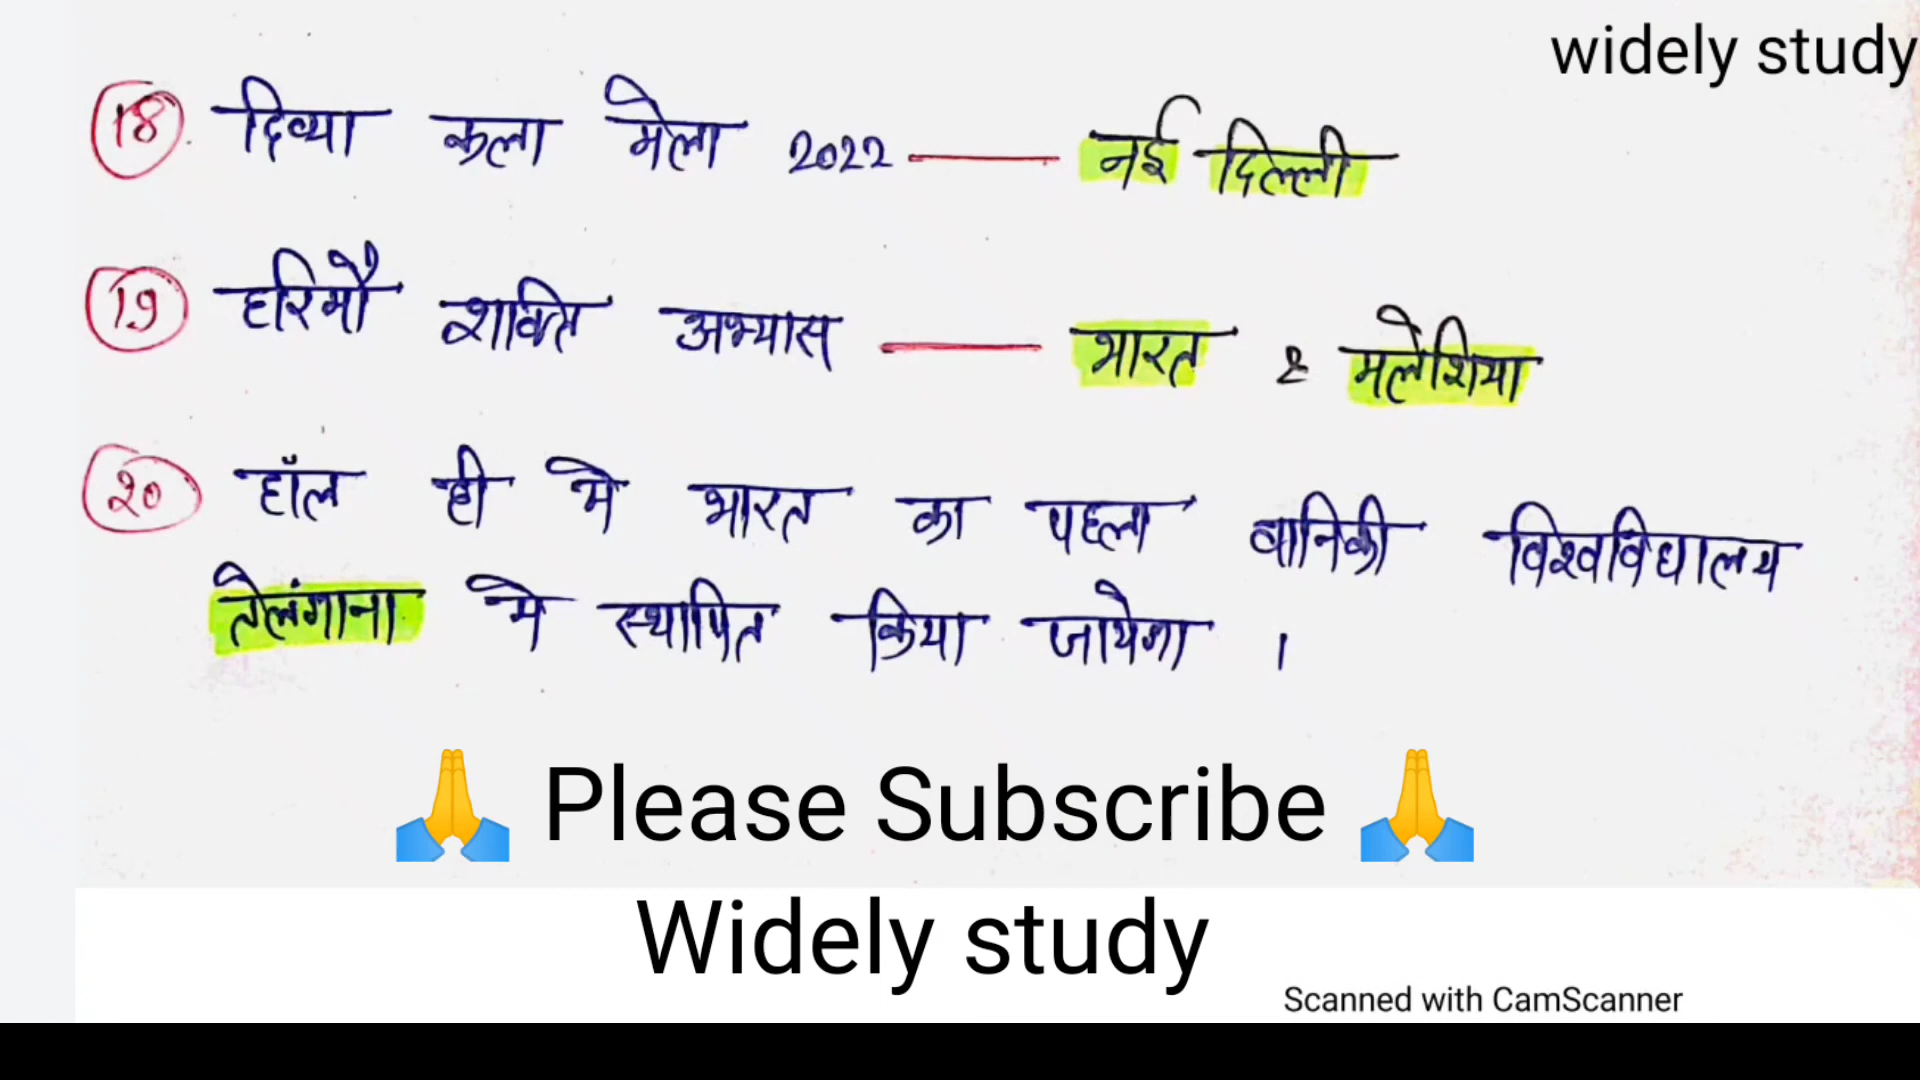 widely study
18. दिव्या कला मेला 2022 —— नई दिल्ली
19 हरिमौ शक्ति अभ्यास —— भारत & मलेशिया
20 हॉल ही मे भारत का पहला वानिकी विश्वविद्यालय
तेलंगाना मे स्थापित किया जायेगा ।
🙏 Please Subscribe 🙏
Widely study
Scanned with CamScanner